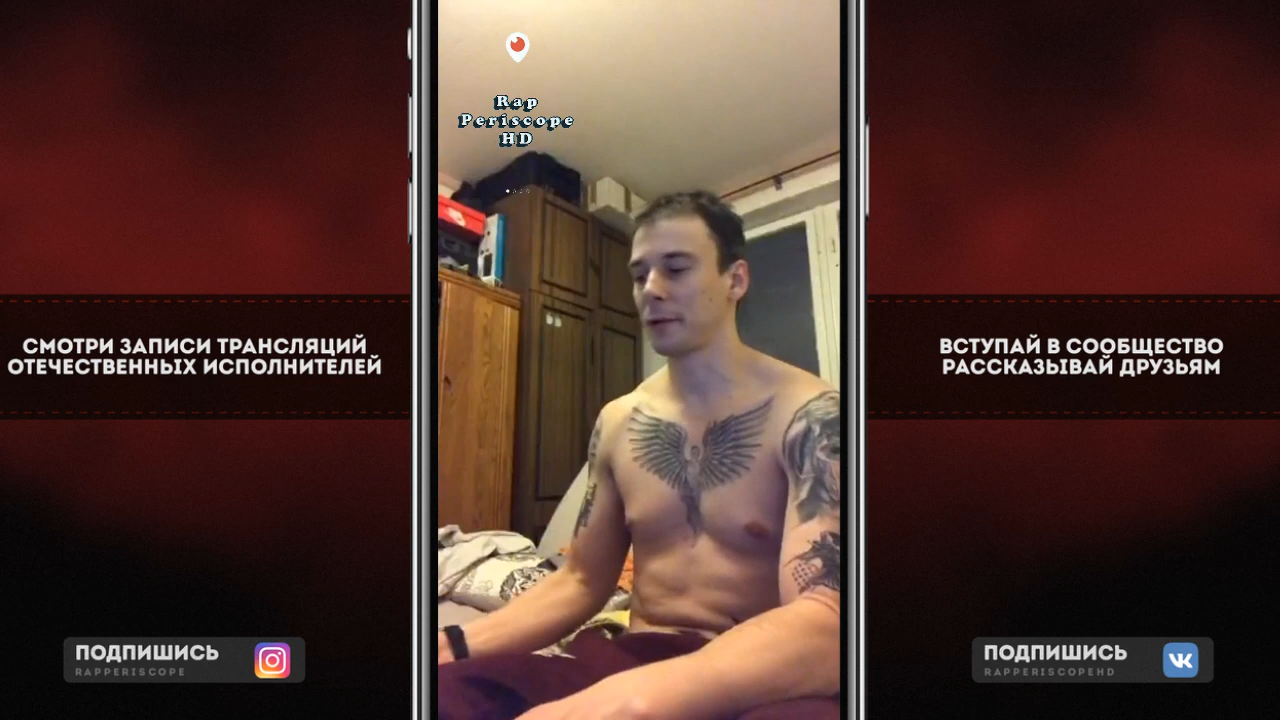 Rap
Periscope
HD
СМОТРИ ЗАПИСИ ТРАНСЛЯЦИЙ
ОТЕЧЕСТВЕННЫХ ИСПОЛНИТЕЛЕЙ
ВСТУПАЙ В СООБЩЕСТВО
РАССКАЗЫВАЙ ДРУЗЬЯМ
ПОДПИШИСЬ
RAPPERISCOPE
ПОДПИШИСЬ
RAPPERISCOPEHD